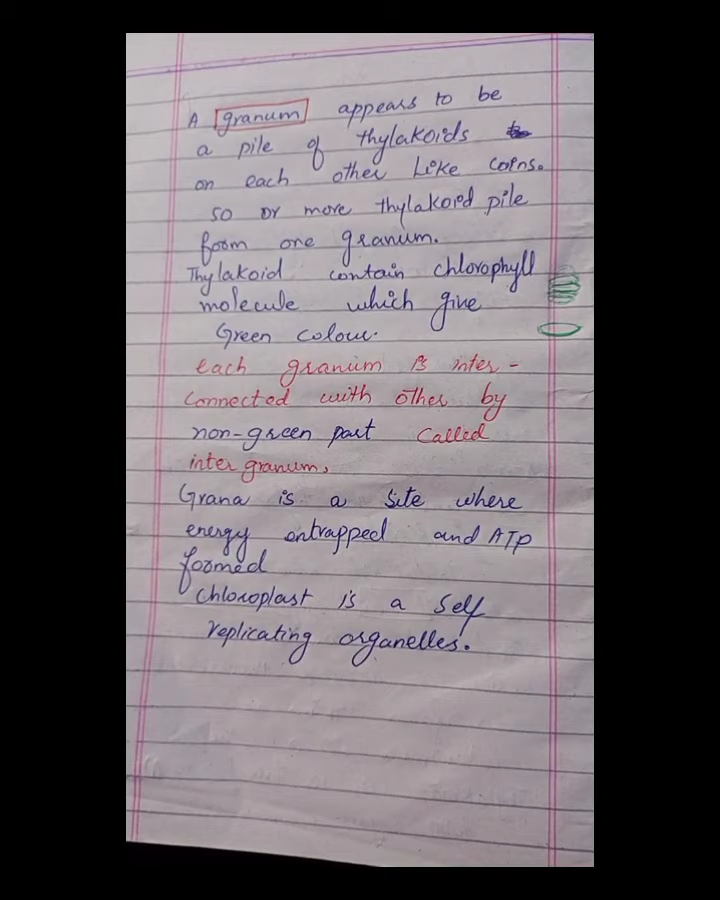 A granum appears to be
a pile of thylakoids
on each other Like coins.
50 or more thylakoid pile
form one granum.
Thylakoid contain chlorophyll
molecule which give
Green colour.
each granum is inter-
connected with other by
non-green part called
inter granum,
Grana is a site where
energy entrapped and ATP
formed
chloroplast is a self
replicating organelles.